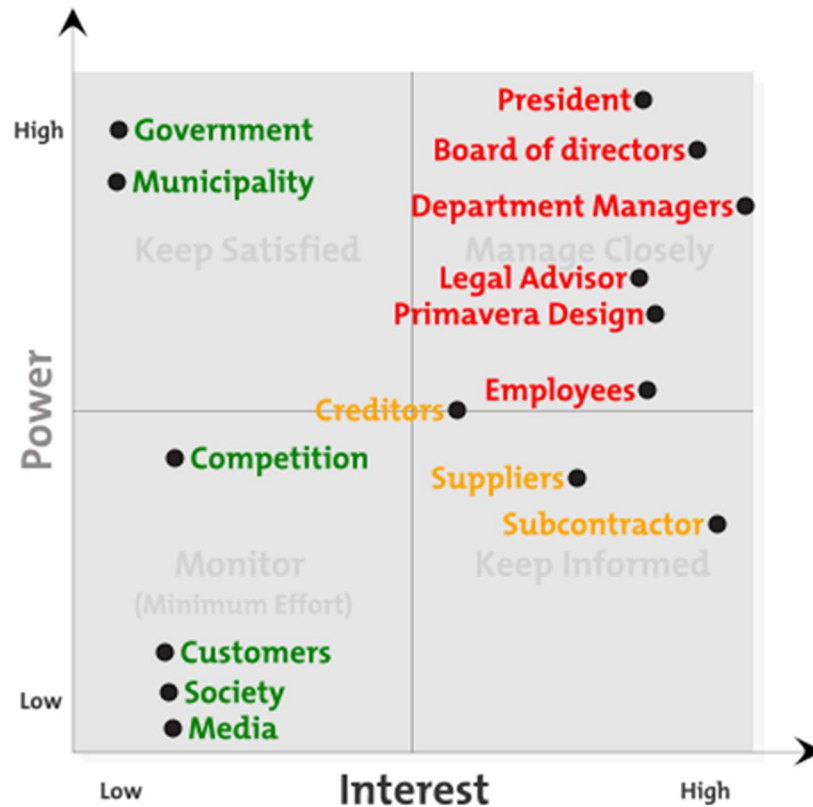 President
High
Government
Board of directors
Municipality
Department Managers
Keep Satisfied
Manage Closely
Legal Advisor
Primavera Design
Employees
Creditors
Power
Competition
Suppliers
Subcontractor
Monitor
Keep Informed
(Minimum Effort)
Customers
Society
Low
Media
Low
Interest
High